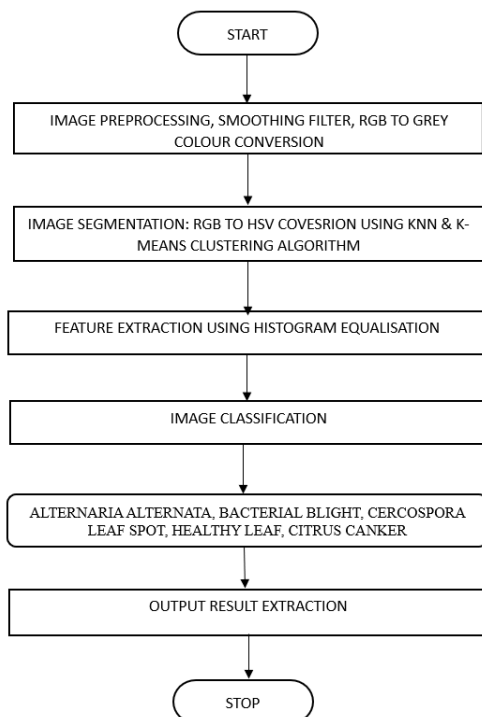 START
IMAGE PREPROCESSING, SMOOTHING FILTER, RGB TO GREY
COLOUR CONVERSION
IMAGE SEGMENTATION: RGB TO HSV COVESRION USING KNN & K-
MEANS CLUSTERING ALGORITHM
FEATURE EXTRACTION USING HISTOGRAM EQUALISATION
IMAGE CLASSIFICATION
ALTERNARIA ALTERNATA, BACTERIAL BLIGHT, CERCOSPORA
LEAF SPOT, HEALTHY LEAF, CITRUS CANKER
OUTPUT RESULT EXTRACTION
STOP